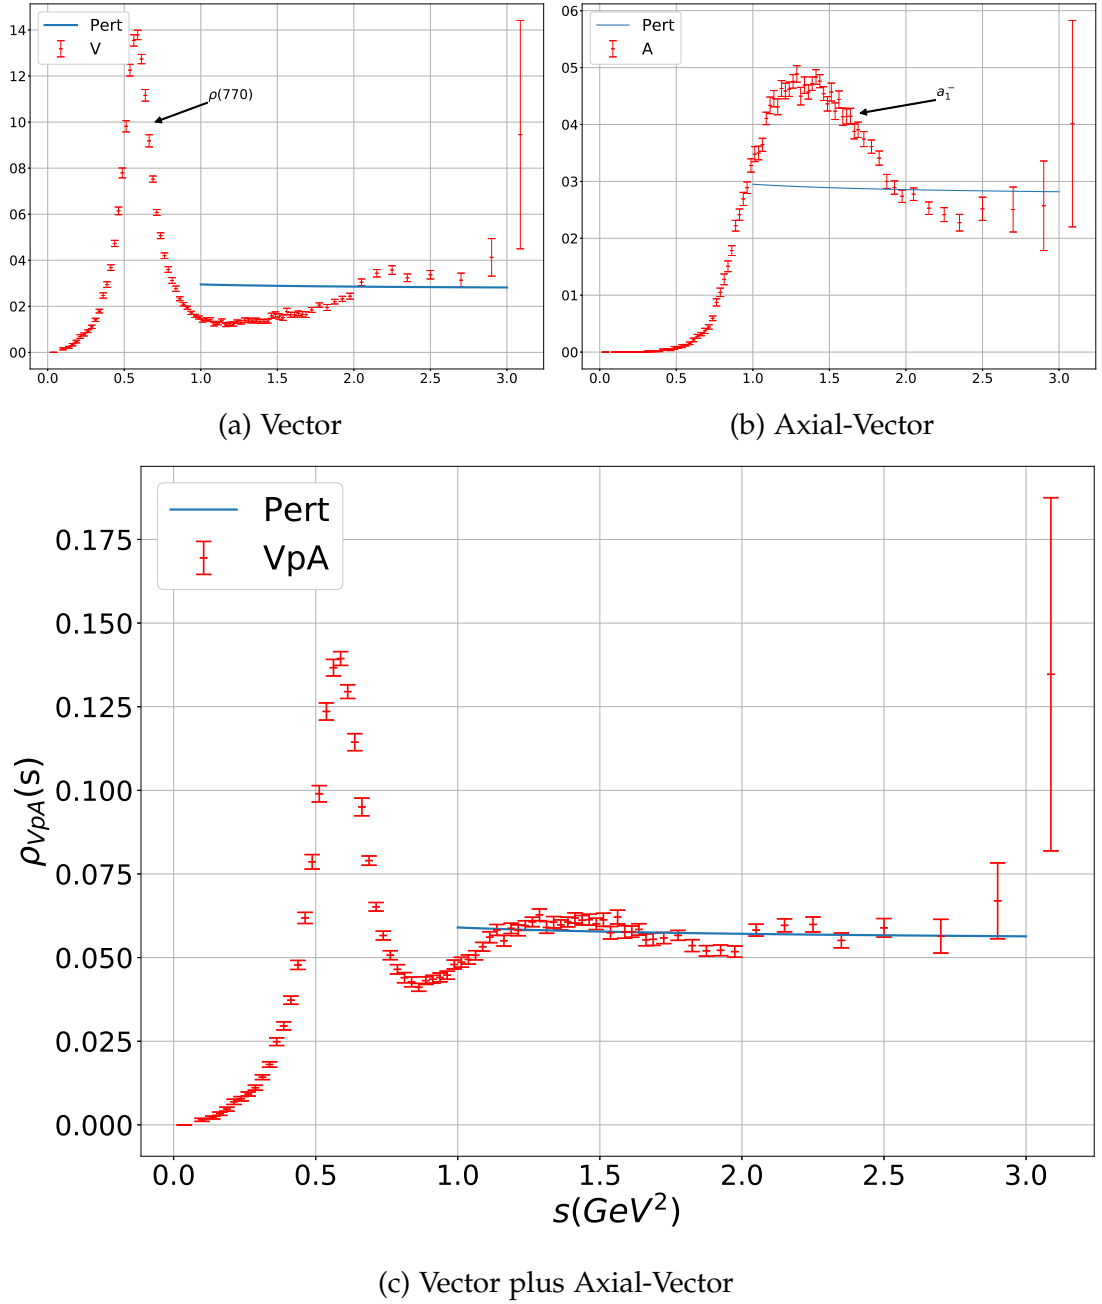 Pert
V
ρ(770)
14
12
10
08
06
04
02
00
0.0 0.5 1.0 1.5 2.0 2.5 3.0
(a) Vector
Pert
A
a₁⁻
06
05
04
03
02
01
00
0.0 0.5 1.0 1.5 2.0 2.5 3.0
(b) Axial-Vector
Pert
VpA
0.175
0.150
0.125
0.100
0.075
0.050
0.025
0.000
ρVpA(s)
0.0 0.5 1.0 1.5 2.0 2.5 3.0
s(GeV²)
(c) Vector plus Axial-Vector